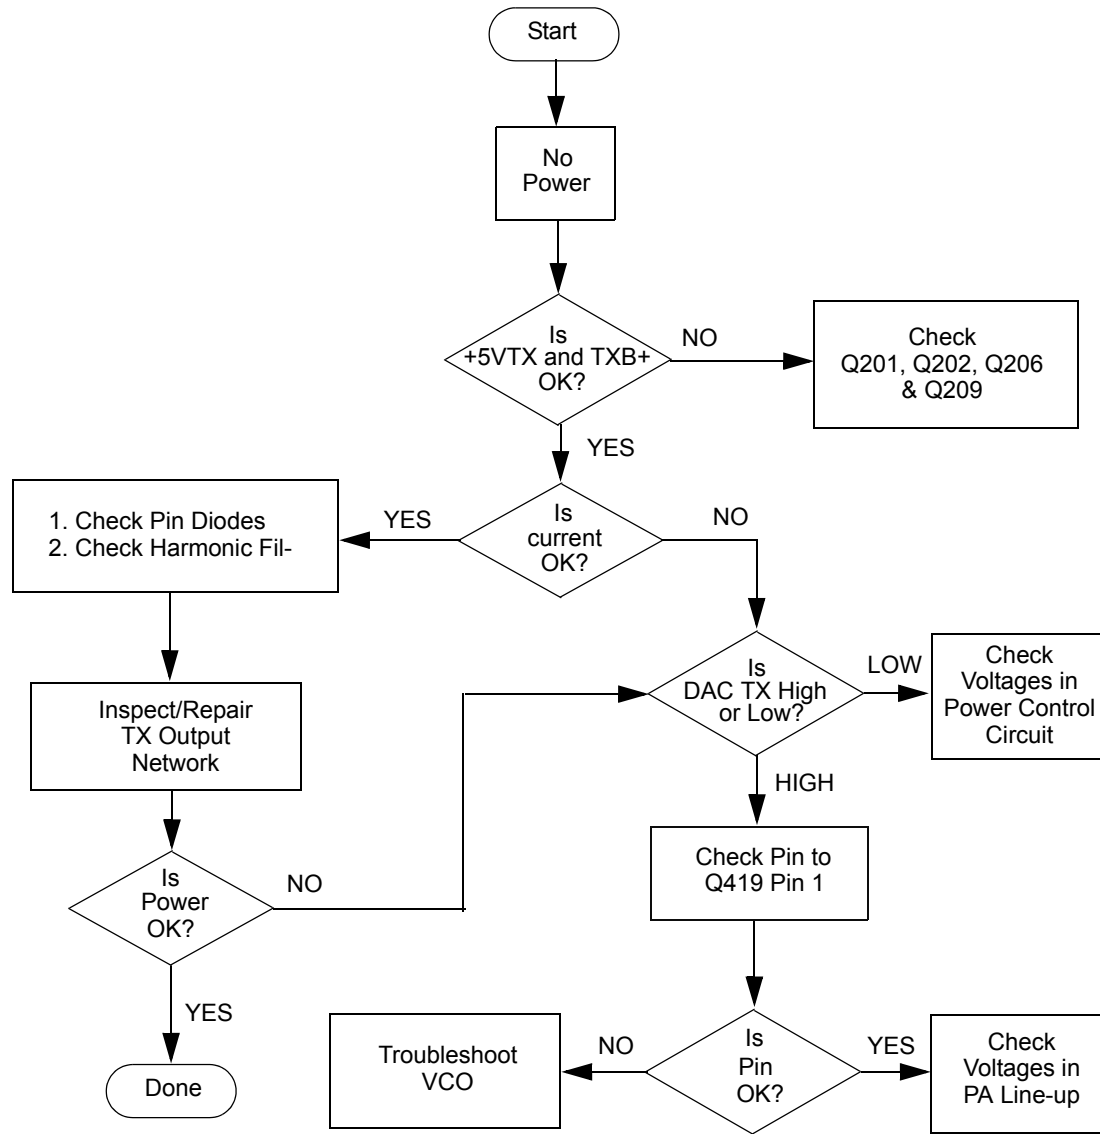 Start
No
Power
Is
+5VTX and TXB+
OK?
NO
Check
Q201, Q202, Q206
& Q209
YES
Is
current
OK?
YES
NO
1. Check Pin Diodes
2. Check Harmonic Fil-
Inspect/Repair
TX Output
Network
Is
DAC TX High
or Low?
LOW
Check
Voltages in
Power Control
Circuit
HIGH
Is
Power
OK?
NO
Check Pin to
Q419 Pin 1
YES
Done
Is
Pin
OK?
NO
Troubleshoot
VCO
YES
Check
Voltages in
PA Line-up